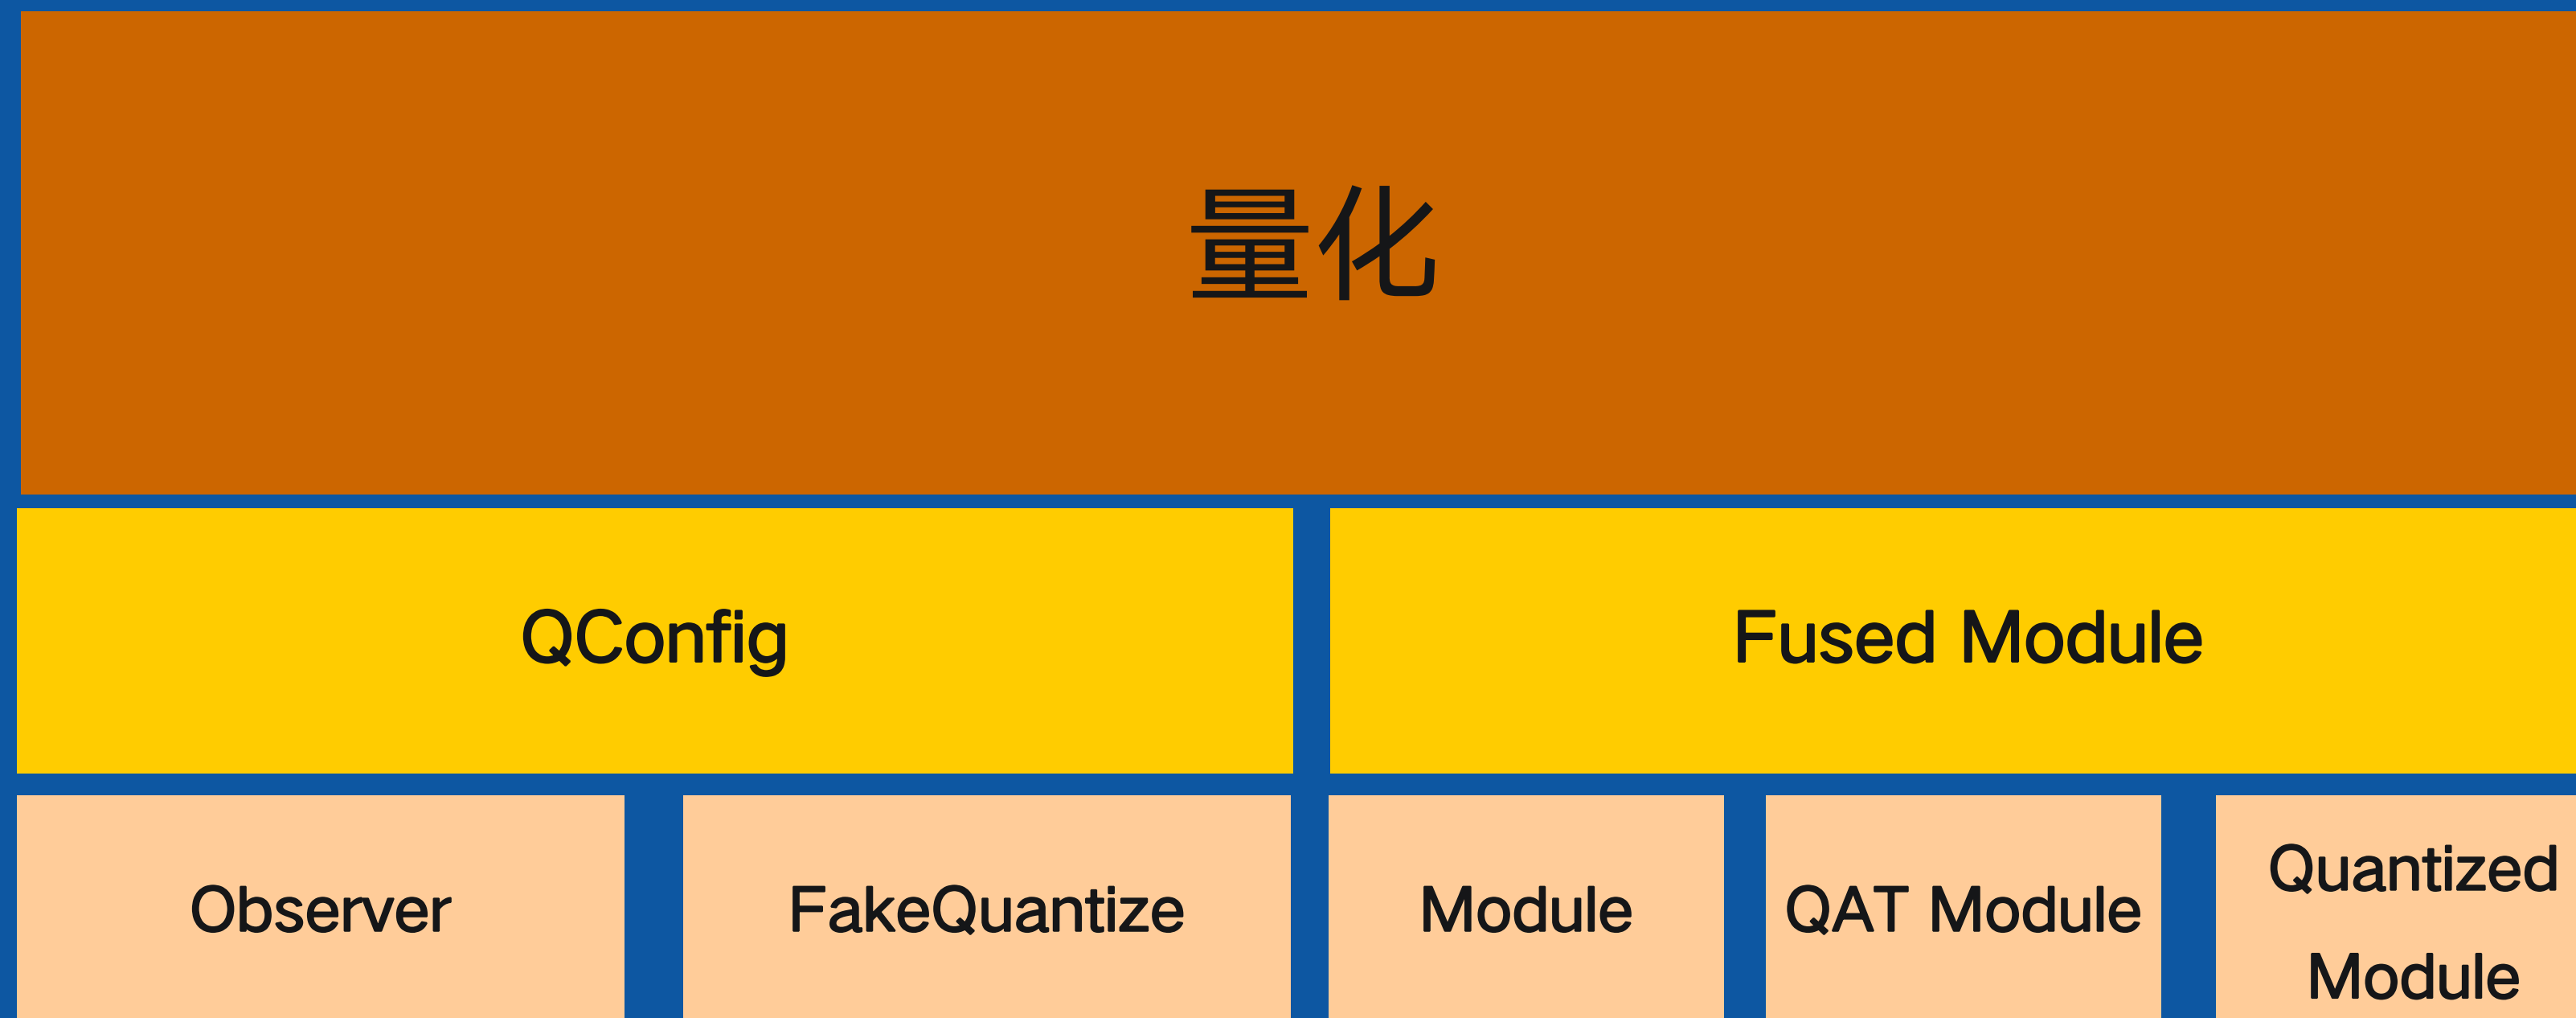 量化
QConfig
Fused Module
Observer
FakeQuantize
Module
QAT Module
Quantized
Module